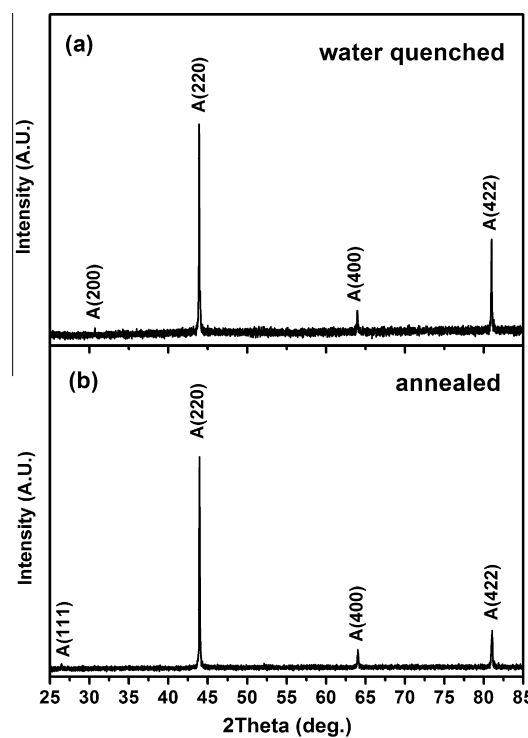 (a)
water quenched
A(220)
A(422)
A(400)
A(200)
Intensity (A.U.)
(b)
annealed
A(220)
A(422)
A(400)
A(111)
Intensity (A.U.)
25 30 35 40 45 50 55 60 65 70 75 80 85
2Theta (deg.)